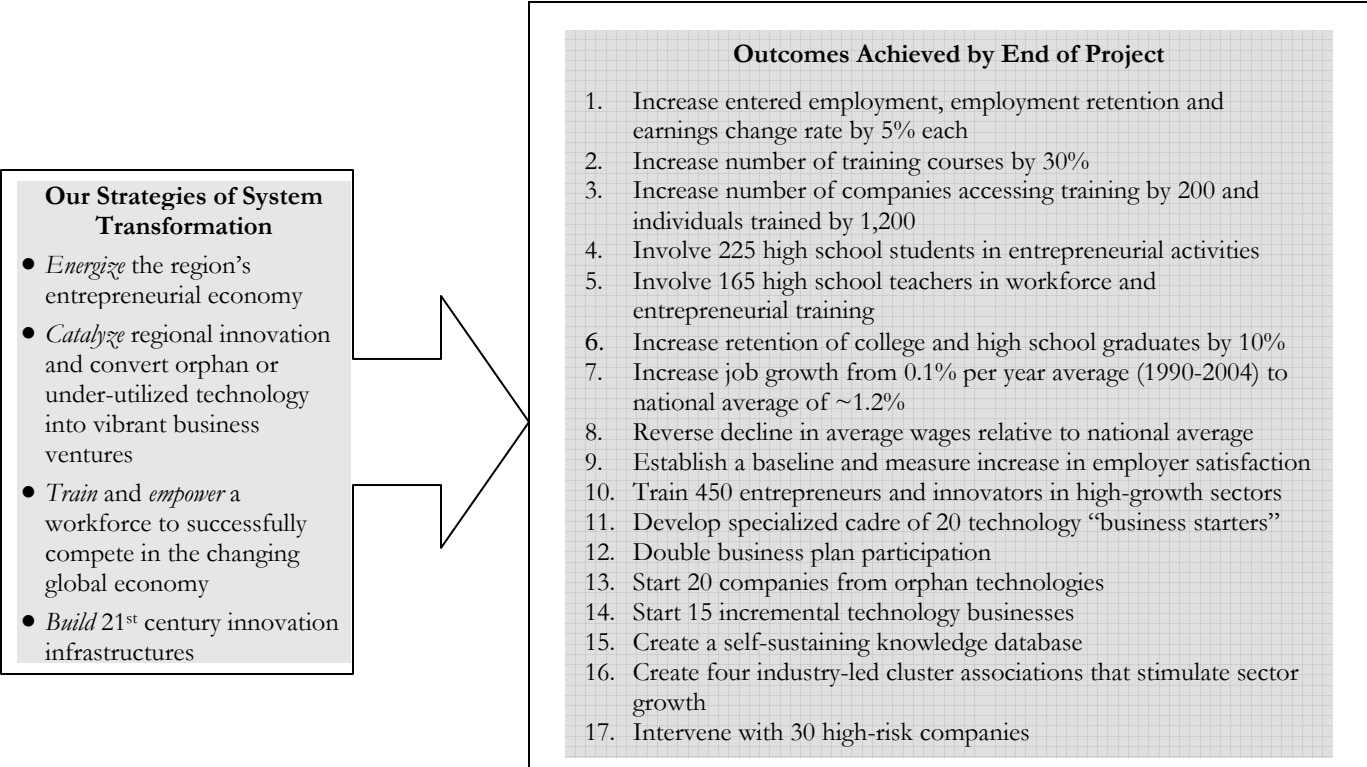 Our Strategies of System
Transformation
● Energize the region's
entrepreneurial economy
● Catalyze regional innovation
and convert orphan or
under-utilized technology
into vibrant business
ventures
● Train and empower a
workforce to successfully
compete in the changing
global economy
● Build 21st century innovation
infrastructures
Outcomes Achieved by End of Project
1. Increase entered employment, employment retention and
earnings change rate by 5% each
2. Increase number of training courses by 30%
3. Increase number of companies accessing training by 200 and
individuals trained by 1,200
4. Involve 225 high school students in entrepreneurial activities
5. Involve 165 high school teachers in workforce and
entrepreneurial training
6. Increase retention of college and high school graduates by 10%
7. Increase job growth from 0.1% per year average (1990-2004) to
national average of ~1.2%
8. Reverse decline in average wages relative to national average
9. Establish a baseline and measure increase in employer satisfaction
10. Train 450 entrepreneurs and innovators in high-growth sectors
11. Develop specialized cadre of 20 technology “business starters”
12. Double business plan participation
13. Start 20 companies from orphan technologies
14. Start 15 incremental technology businesses
15. Create a self-sustaining knowledge database
16. Create four industry-led cluster associations that stimulate sector
growth
17. Intervene with 30 high-risk companies